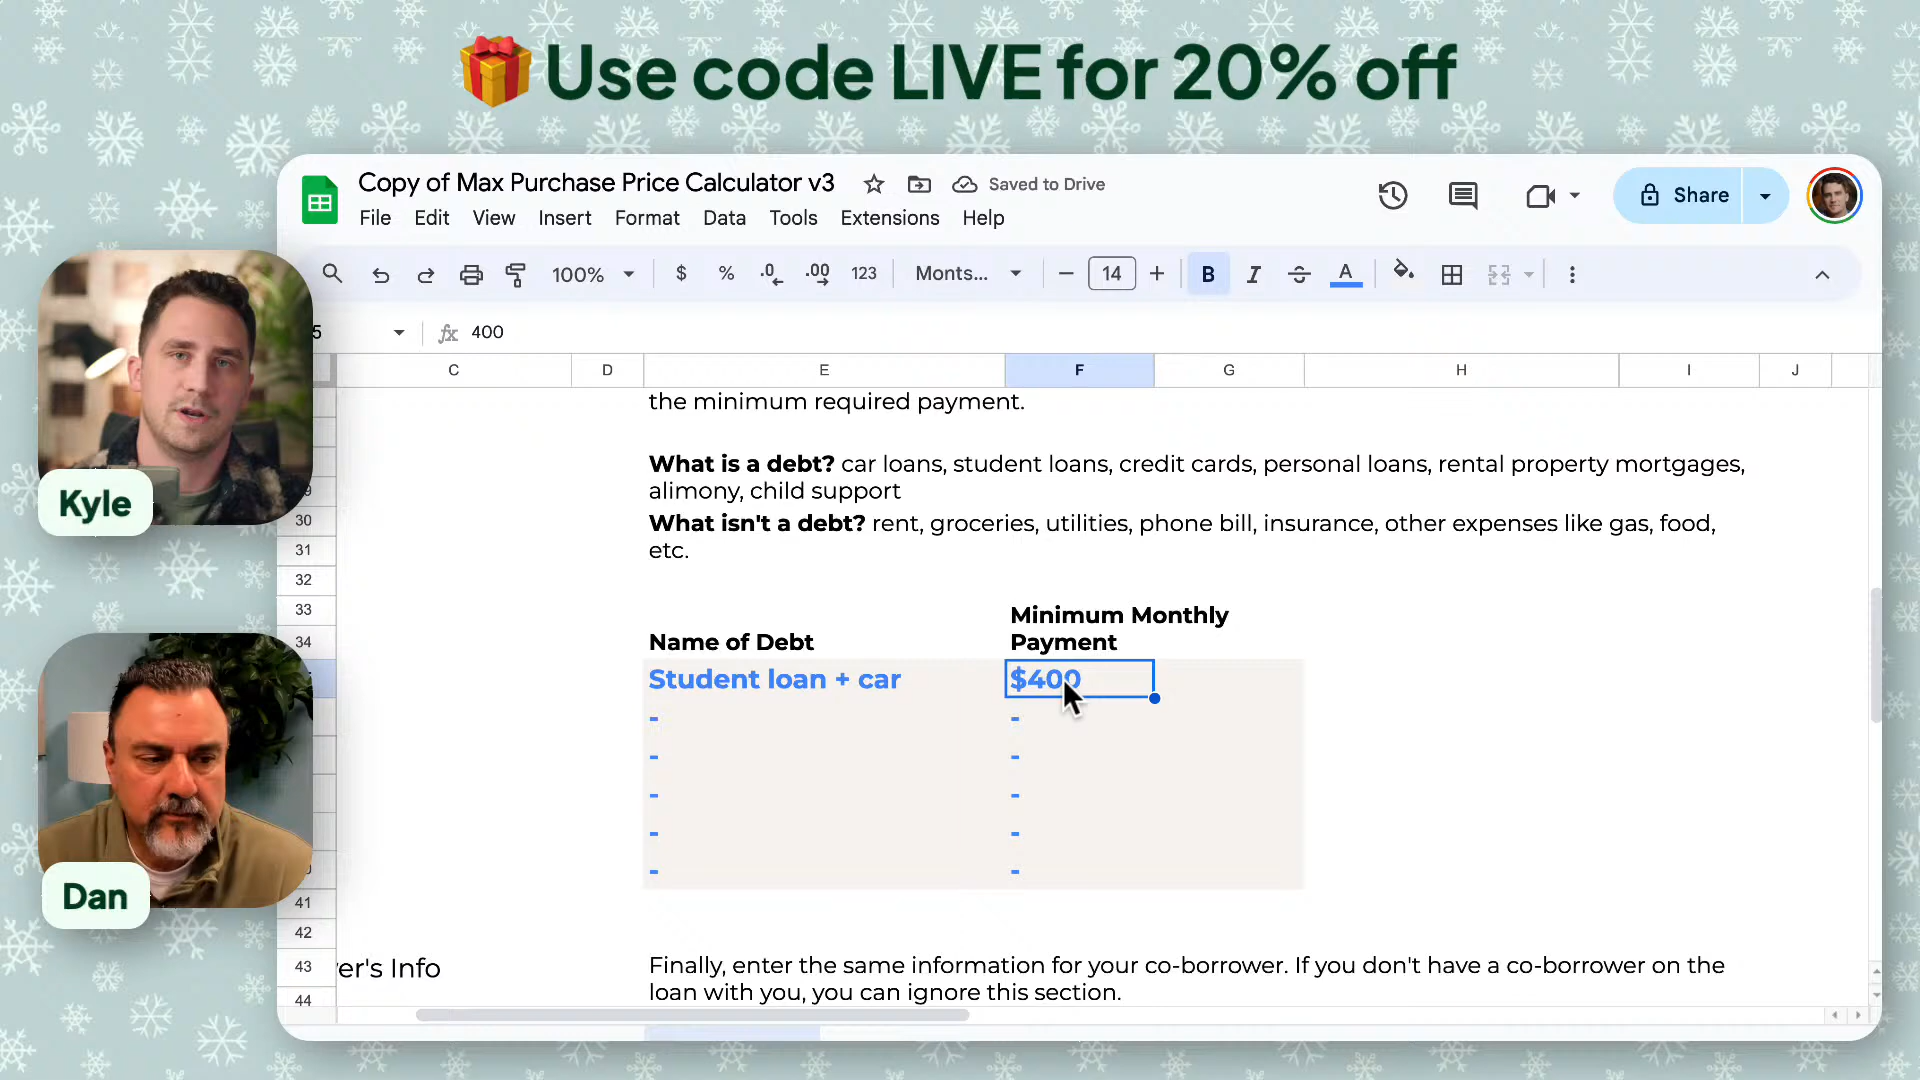 Use code LIVE for 20% off
Copy of Max Purchase Price Calculator v3
Saved to Drive
File Edit View Insert Format Data Tools Extensions Help
Share
100%
$ % .0 .00 123
Monts...
14
B I S A
5
fx 400
C D E F G H I J
the minimum required payment.
What is a debt? car loans, student loans, credit cards, personal loans, rental property mortgages,
9 alimony, child support
30 What isn't a debt? rent, groceries, utilities, phone bill, insurance, other expenses like gas, food,
31 etc.
32
33 Minimum Monthly
34 Name of Debt Payment
Student loan + car $400
- -
- -
- -
- -
- -
41
42
43 er's Info Finally, enter the same information for your co-borrower. If you don't have a co-borrower on the
44 loan with you, you can ignore this section.
Kyle
Dan